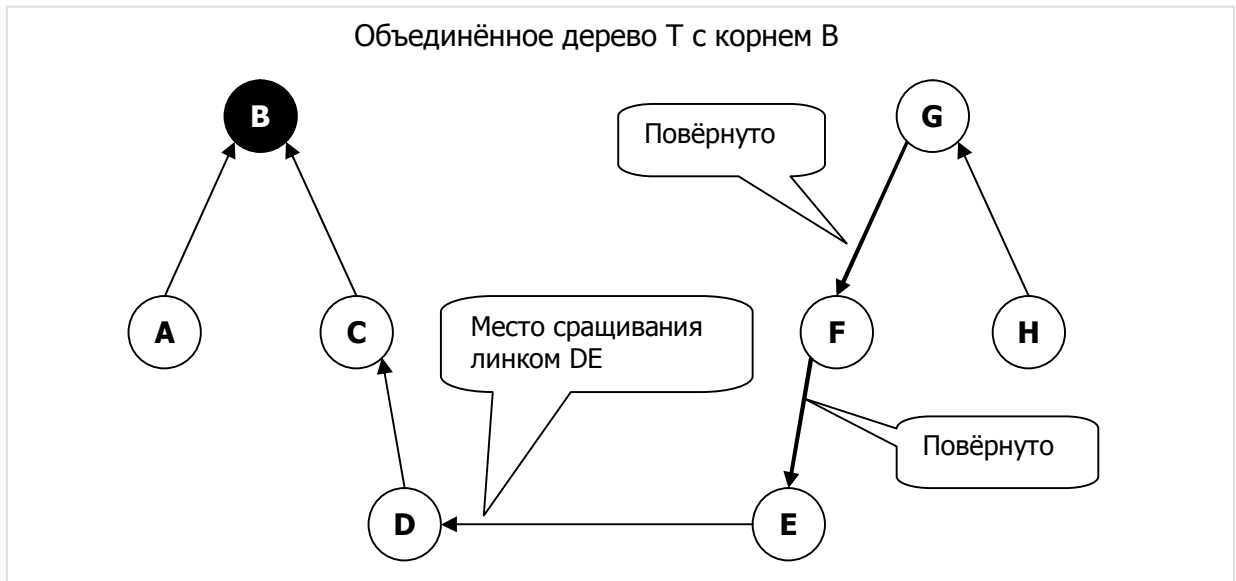 Объединённое дерево T с корнем B
B
G
Повёрнуто
A
C
Место сращивания
линком DE
F
H
Повёрнуто
D
E